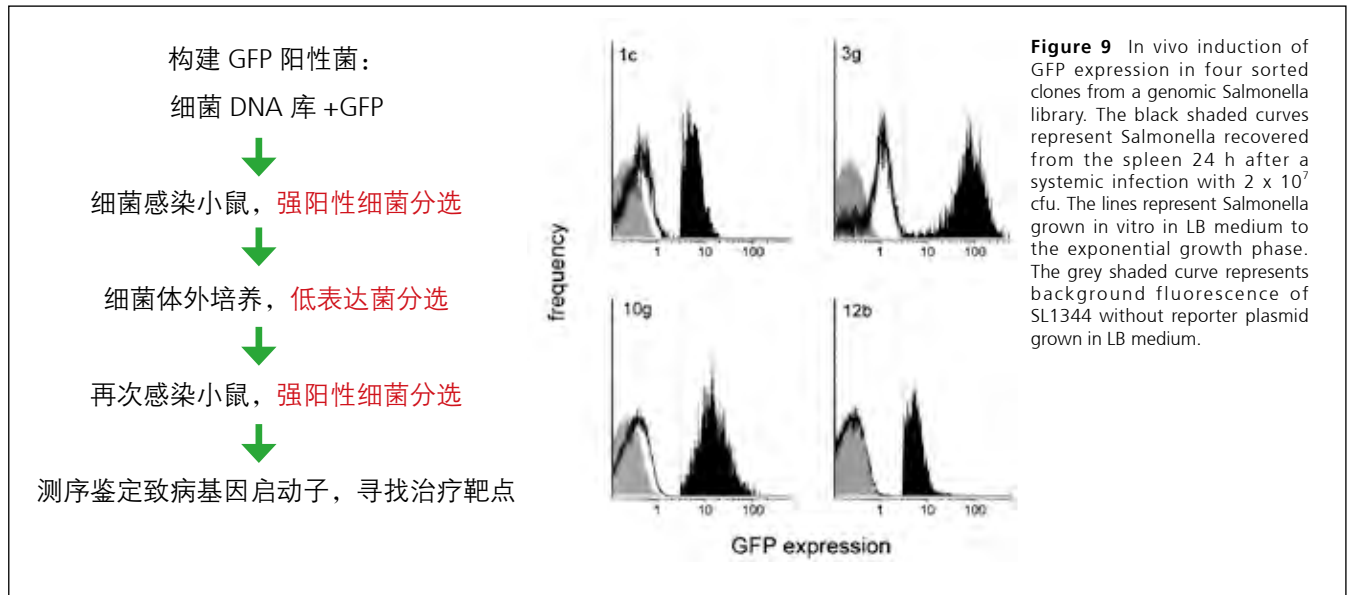 构建 GFP 阳性菌：
细菌 DNA 库 +GFP
细菌感染小鼠，强阳性细菌分选
细菌体外培养，低表达菌分选
再次感染小鼠，强阳性细菌分选
测序鉴定致病基因启动子，寻找治疗靶点
frequency
1c
1 10 100
3g
1 10 100
10g
1 10 100
12b
1 10 100
GFP expression
Figure 9 In vivo induction of
GFP expression in four sorted
clones from a genomic Salmonella
library. The black shaded curves
represent Salmonella recovered
from the spleen 24 h after a
systemic infection with 2 x 10⁷
cfu. The lines represent Salmonella
grown in vitro in LB medium to
the exponential growth phase.
The grey shaded curve represents
background fluorescence of
SL1344 without reporter plasmid
grown in LB medium.